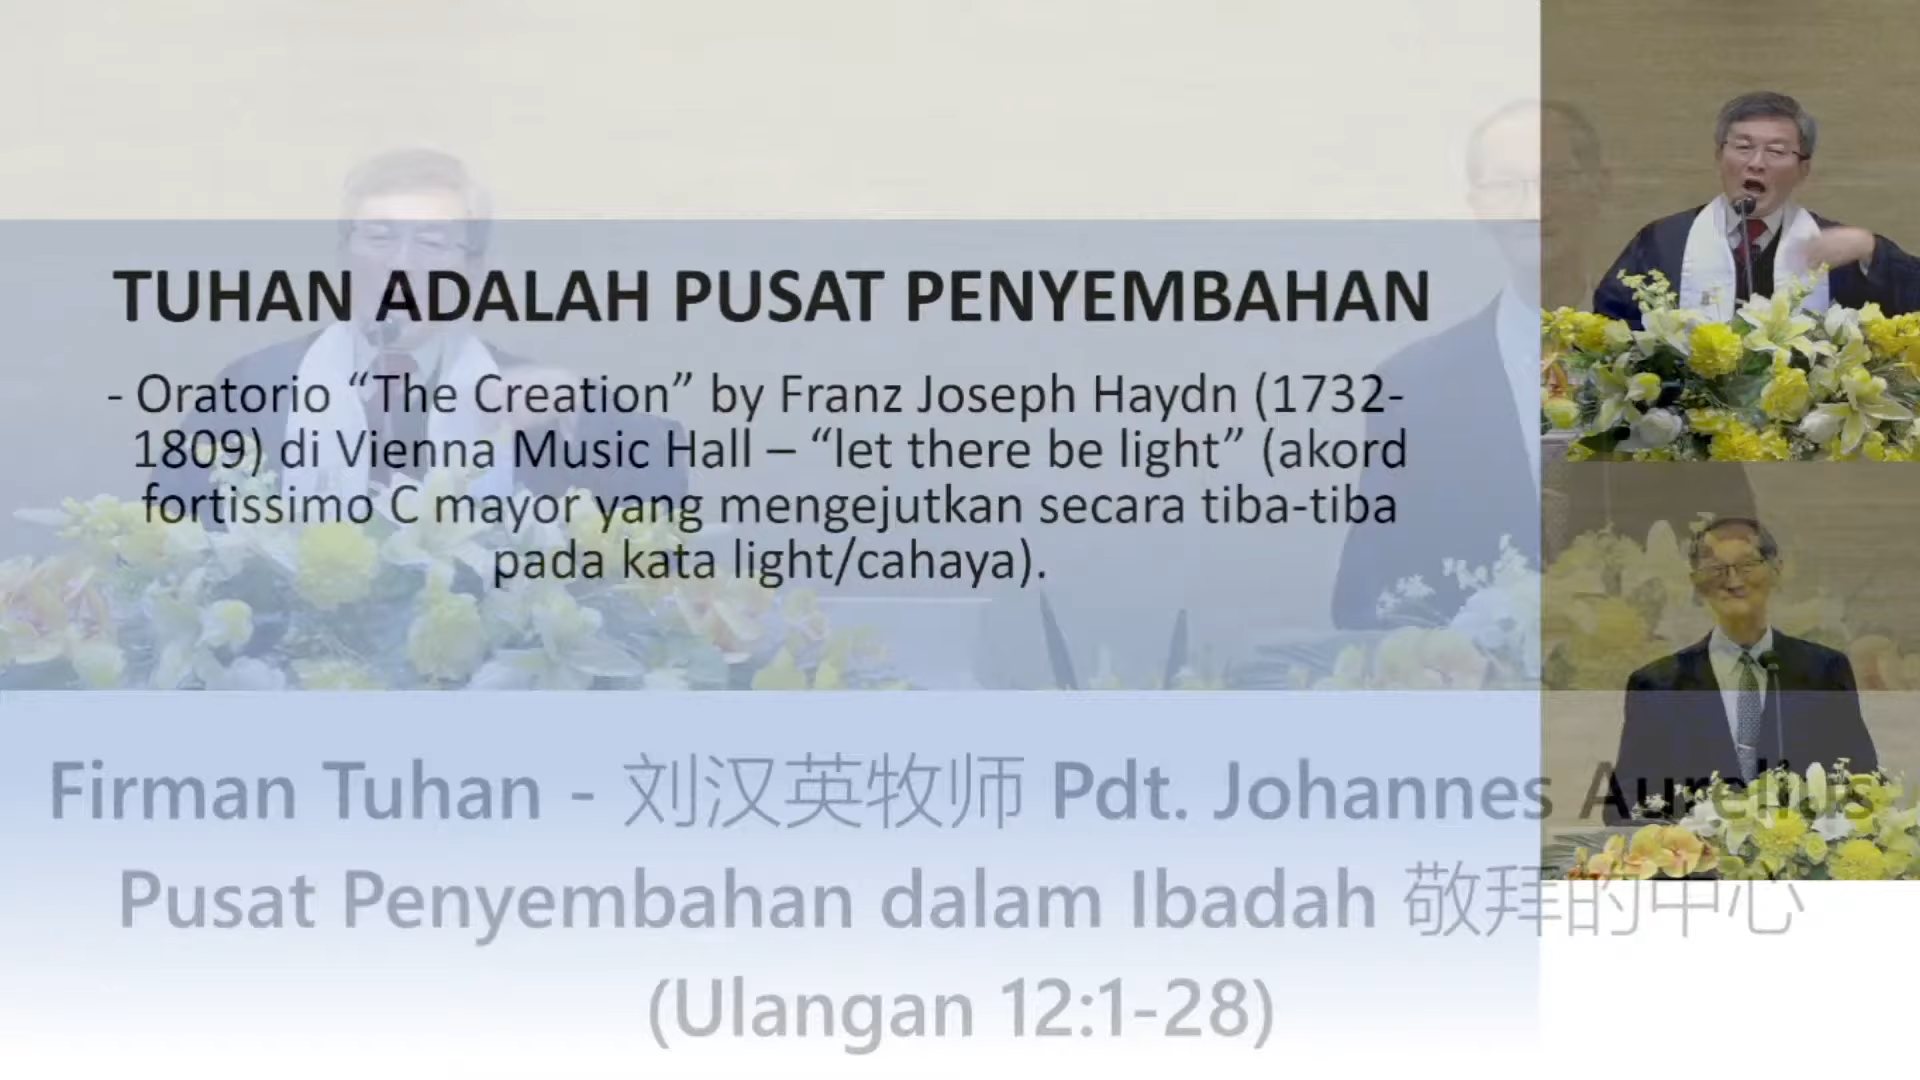 TUHAN ADALAH PUSAT PENYEMBAHAN
- Oratorio “The Creation” by Franz Joseph Haydn (1732-
1809) di Vienna Music Hall – “let there be light” (akord
fortissimo C mayor yang mengejutkan secara tiba-tiba
pada kata light/cahaya).
Firman Tuhan - 刘汉英牧师 Pdt. Johannes Aurelius
Pusat Penyembahan dalam Ibadah 敬拜的中心
(Ulangan 12:1-28)